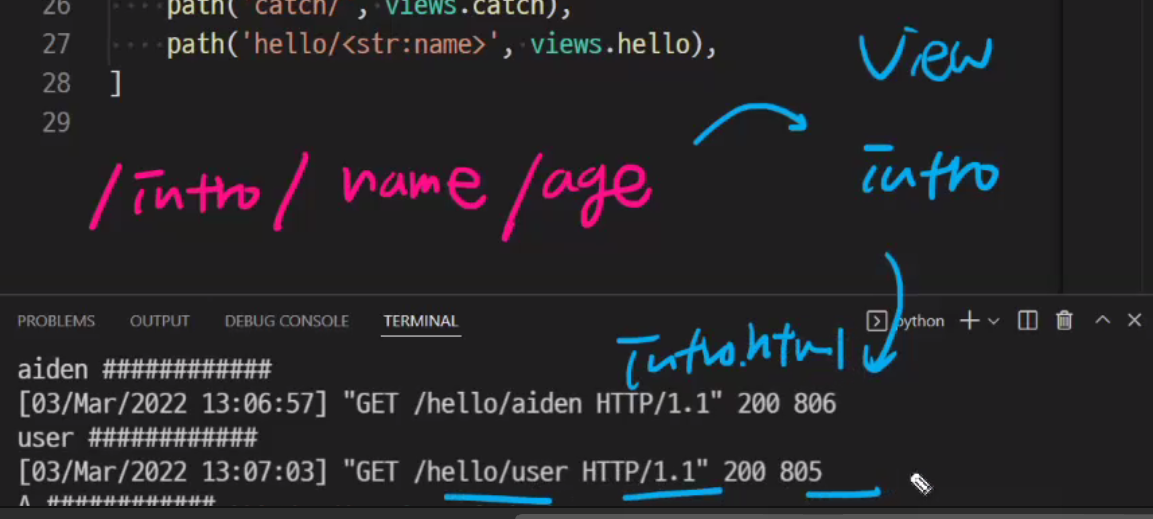 26 path('catch/', views.catch),
27 path('hello/<str:name>', views.hello),
28 ]
29
View
/intro/name/age
intro
PROBLEMS OUTPUT DEBUG CONSOLE TERMINAL python
intro.html
aiden ############
[03/Mar/2022 13:06:57] "GET /hello/aiden HTTP/1.1" 200 806
user ############
[03/Mar/2022 13:07:03] "GET /hello/user HTTP/1.1" 200 805
A ############